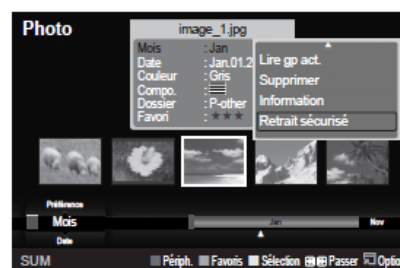 Photo
image_1.jpg
Mois : Jan
Date : Jan.01.2
Couleur : Gris
Compo. :
Dossier : P-other
Favori : ★★★
Lire gp act.
Supprimer
Information
Retrait sécurisé
Préférence
Mois
Date
Jan
Nov
SUM
Périph. Favoris Sélection Passer Optio